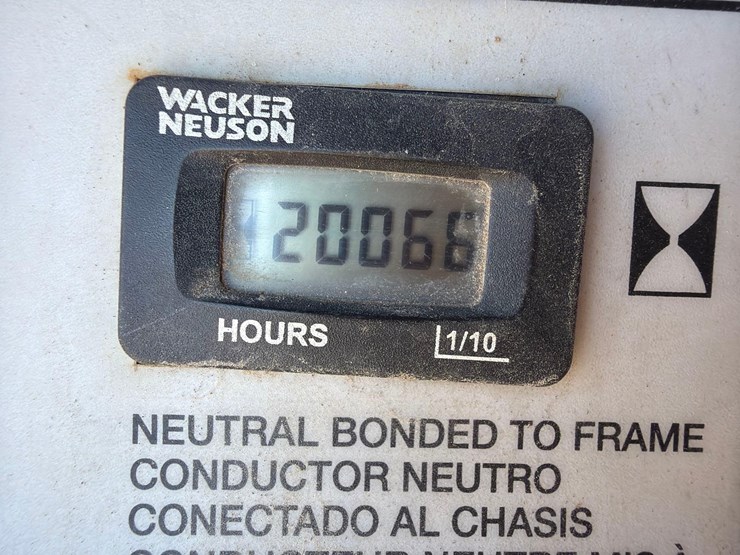 WACKER
NEUSON
20066
HOURS
1/10
NEUTRAL BONDED TO FRAME
CONDUCTOR NEUTRO
CONECTADO AL CHASIS